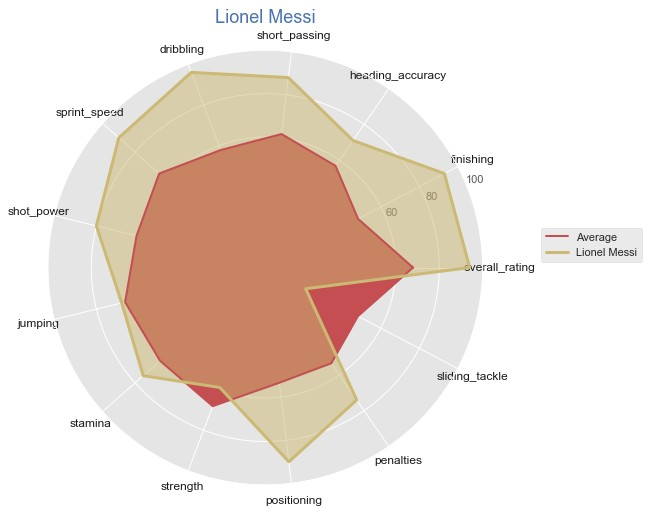 Lionel Messi
short_passing
dribbling
heading_accuracy
sprint_speed
finishing
100
80
60
shot_power
Average
Lionel Messi
overall_rating
jumping
sliding_tackle
stamina
penalties
strength
positioning